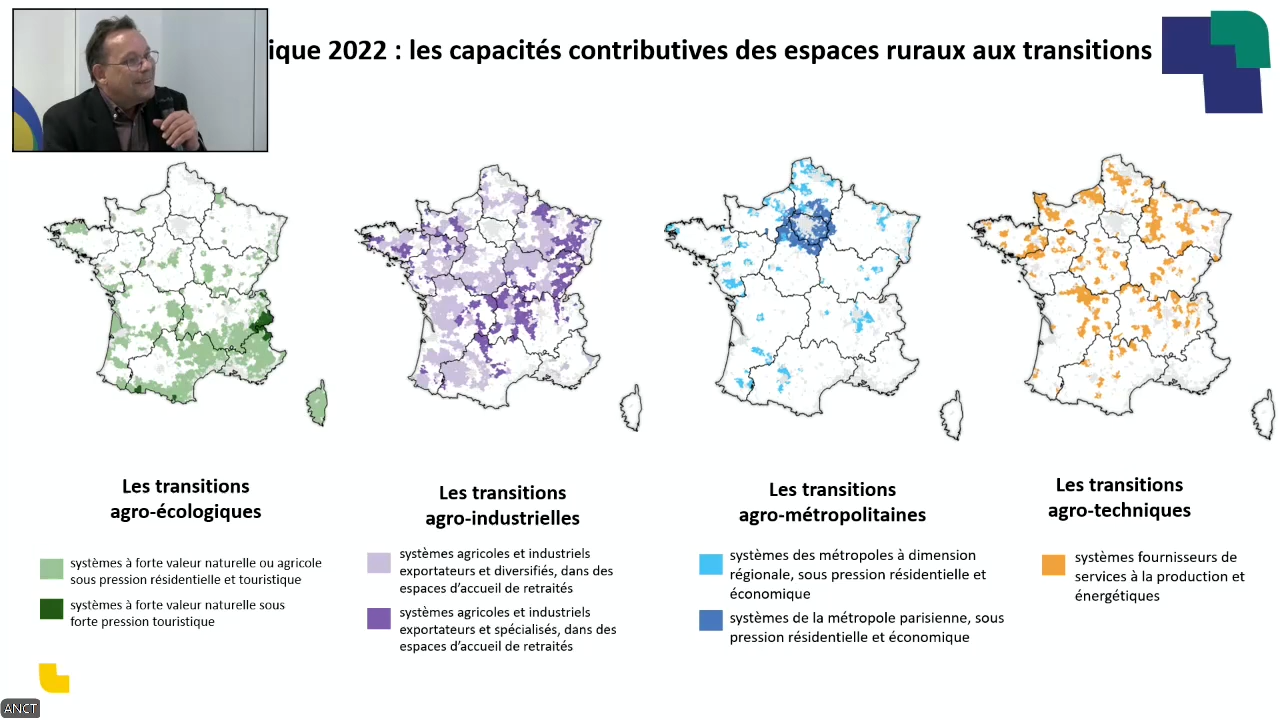 ique 2022 : les capacités contributives des espaces ruraux aux transitions
Les transitions
agro-écologiques
systèmes à forte valeur naturelle ou agricole
sous pression résidentielle et touristique
systèmes à forte valeur naturelle sous
forte pression touristique
Les transitions
agro-industrielles
systèmes agricoles et industriels
exportateurs et diversifiés, dans des
espaces d'accueil de retraités
systèmes agricoles et industriels
exportateurs et spécialisés, dans des
espaces d'accueil de retraités
Les transitions
agro-métropolitaines
systèmes des métropoles à dimension
régionale, sous pression résidentielle et
économique
systèmes de la métropole parisienne, sous
pression résidentielle et économique
Les transitions
agro-techniques
systèmes fournisseurs de
services à la production et
énergétiques
ANCT